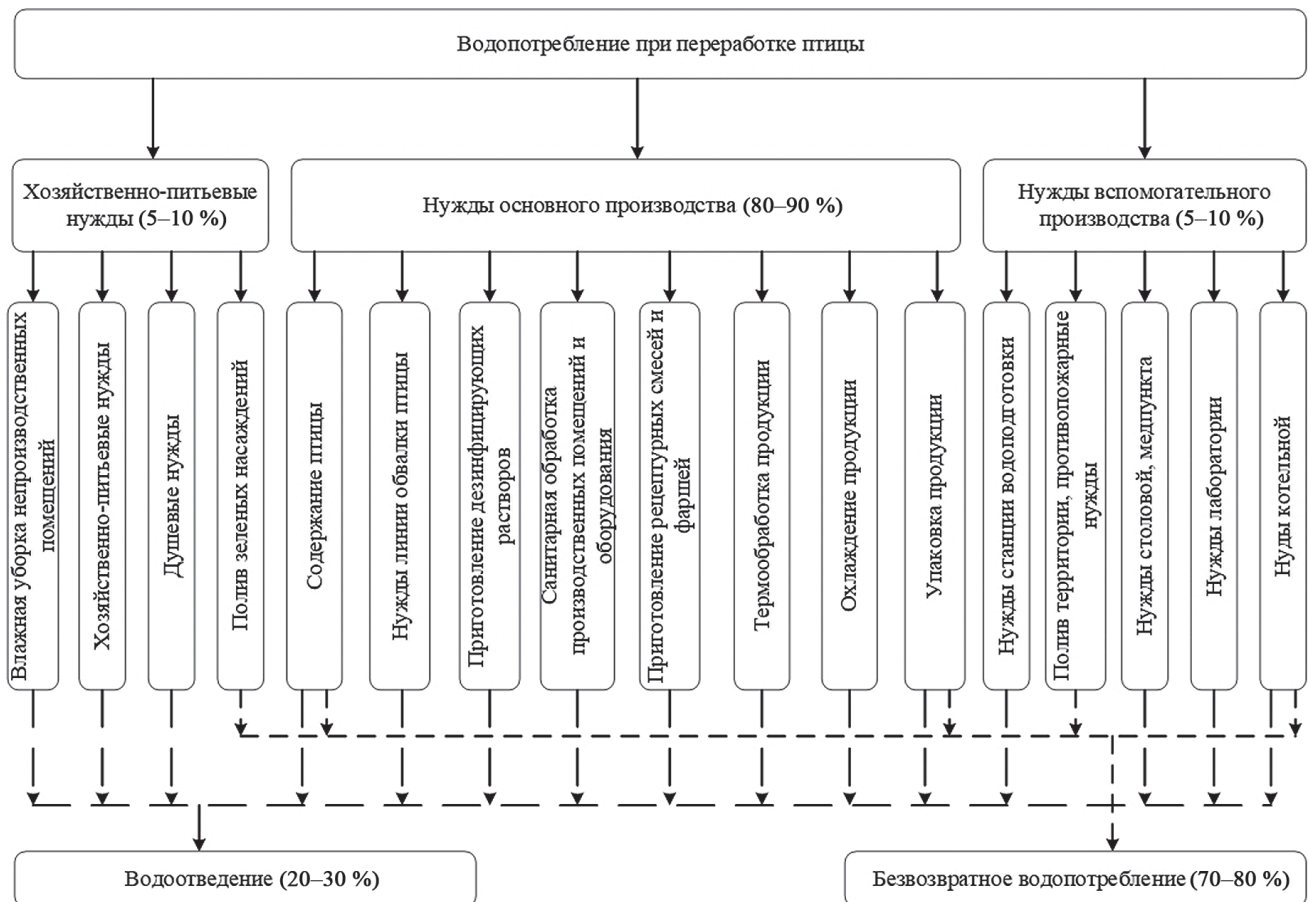 Водопотребление при переработке птицы
Хозяйственно-питьевые
нужды (5–10 %)
Нужды основного производства (80–90 %)
Нужды вспомогательного
производства (5–10 %)
Влажная уборка непроизводственных
помещений
Хозяйственно-питьевые нужды
Душевые нужды
Полив зеленых насаждений
Содержание птицы
Нужды линии обвалки птицы
Приготовление дезинфицирующих
растворов
Санитарная обработка
производственных помещений и
оборудования
Приготовление рецептурных смесей и
фаршей
Термообработка продукции
Охлаждение продукции
Упаковка продукции
Нужды станции водоподготовки
Полив территории, противопожарные
нужды
Нужды столовой, медпункта
Нужды лаборатории
Нуды котельной
Водоотведение (20–30 %)
Безвозвратное водопотребление (70–80 %)